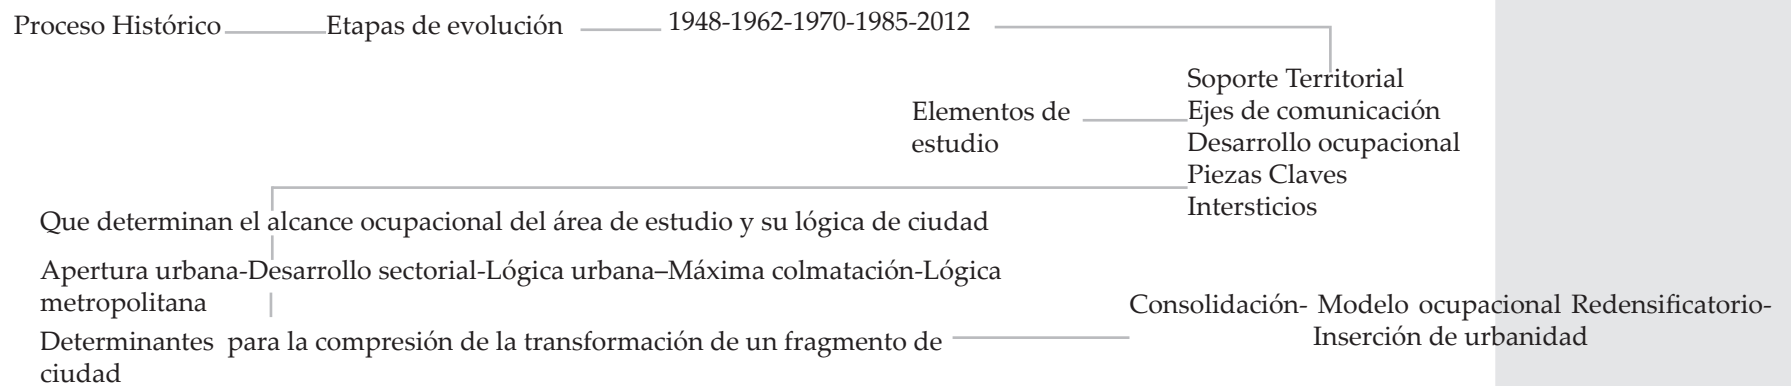 Proceso Histórico
Etapas de evolución
1948-1962-1970-1985-2012
Soporte Territorial
Elementos de
estudio
Ejes de comunicación
Desarrollo ocupacional
Piezas Claves
Intersticios
Que determinan el alcance ocupacional del área de estudio y su lógica de ciudad
Apertura urbana-Desarrollo sectorial-Lógica urbana–Máxima colmatación-Lógica
metropolitana
Determinantes para la compresión de la transformación de un fragmento de
ciudad
Consolidación- Modelo ocupacional Redensificatorio-
Inserción de urbanidad